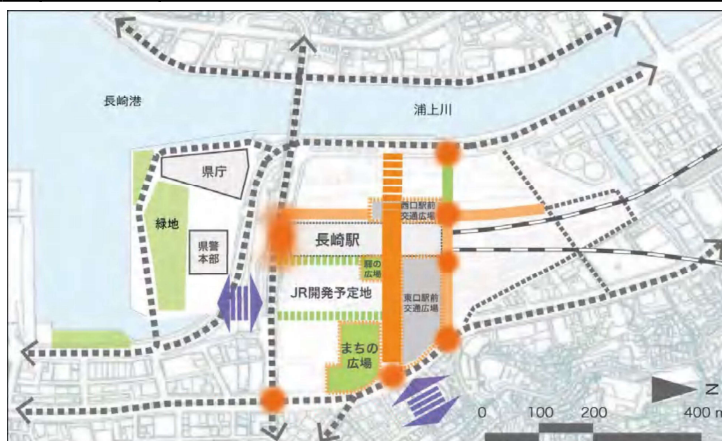 長崎港
浦上川
県庁
緑地
県警
本部
西口駅前
交通広場
長崎駅
駅の
広場
JR開発予定地
東口駅前
交通広場
まちの
広場
N
0 100 200 400 m